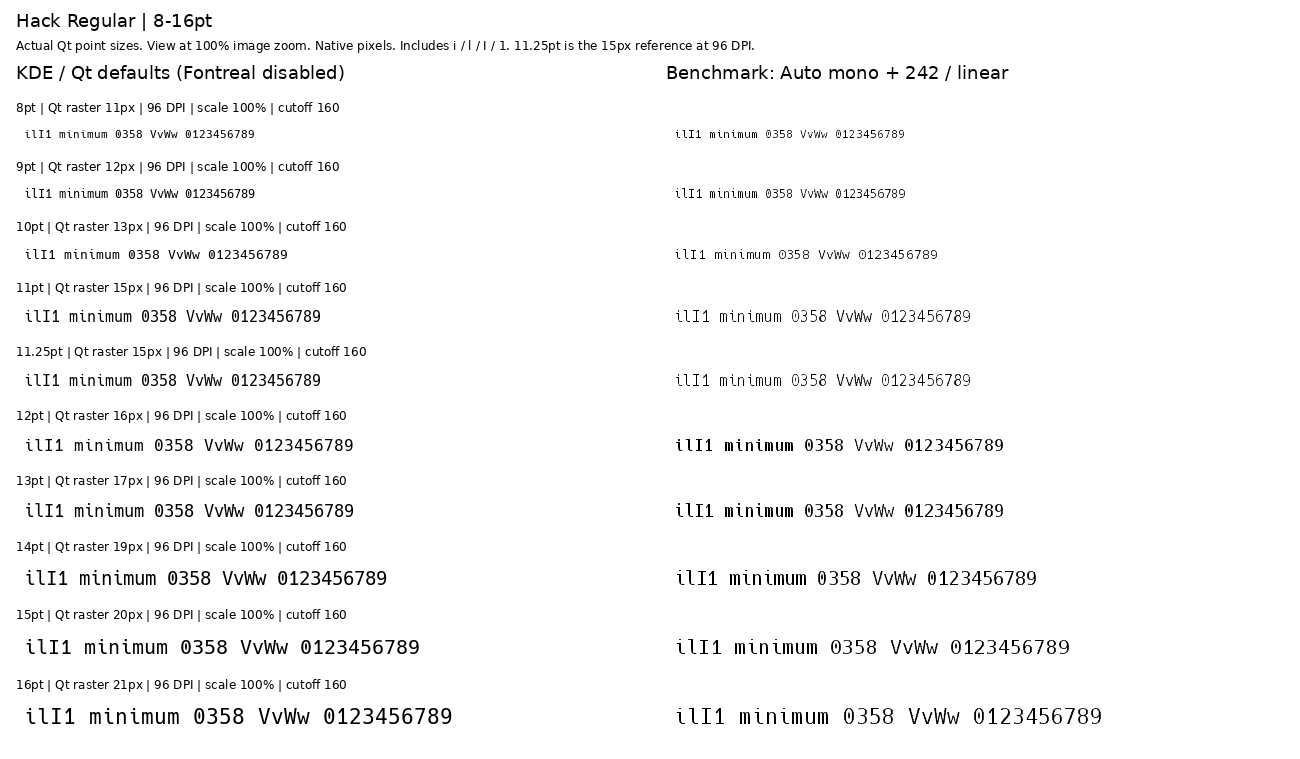 Hack Regular | 8-16pt
Actual Qt point sizes. View at 100% image zoom. Native pixels. Includes i / l / I / 1. 11.25pt is the 15px reference at 96 DPI.
KDE / Qt defaults (Fontreal disabled)
Benchmark: Auto mono + 242 / linear
8pt | Qt raster 11px | 96 DPI | scale 100% | cutoff 160
ilI1 minimum 0358 VvWw 0123456789
ilI1 minimum 0358 VvWw 0123456789
9pt | Qt raster 12px | 96 DPI | scale 100% | cutoff 160
ilI1 minimum 0358 VvWw 0123456789
ilI1 minimum 0358 VvWw 0123456789
10pt | Qt raster 13px | 96 DPI | scale 100% | cutoff 160
ilI1 minimum 0358 VvWw 0123456789
ilI1 minimum 0358 VvWw 0123456789
11pt | Qt raster 15px | 96 DPI | scale 100% | cutoff 160
ilI1 minimum 0358 VvWw 0123456789
ilI1 minimum 0358 VvWw 0123456789
11.25pt | Qt raster 15px | 96 DPI | scale 100% | cutoff 160
ilI1 minimum 0358 VvWw 0123456789
ilI1 minimum 0358 VvWw 0123456789
12pt | Qt raster 16px | 96 DPI | scale 100% | cutoff 160
ilI1 minimum 0358 VvWw 0123456789
ilI1 minimum 0358 VvWw 0123456789
13pt | Qt raster 17px | 96 DPI | scale 100% | cutoff 160
ilI1 minimum 0358 VvWw 0123456789
ilI1 minimum 0358 VvWw 0123456789
14pt | Qt raster 19px | 96 DPI | scale 100% | cutoff 160
ilI1 minimum 0358 VvWw 0123456789
ilI1 minimum 0358 VvWw 0123456789
15pt | Qt raster 20px | 96 DPI | scale 100% | cutoff 160
ilI1 minimum 0358 VvWw 0123456789
ilI1 minimum 0358 VvWw 0123456789
16pt | Qt raster 21px | 96 DPI | scale 100% | cutoff 160
ilI1 minimum 0358 VvWw 0123456789
ilI1 minimum 0358 VvWw 0123456789